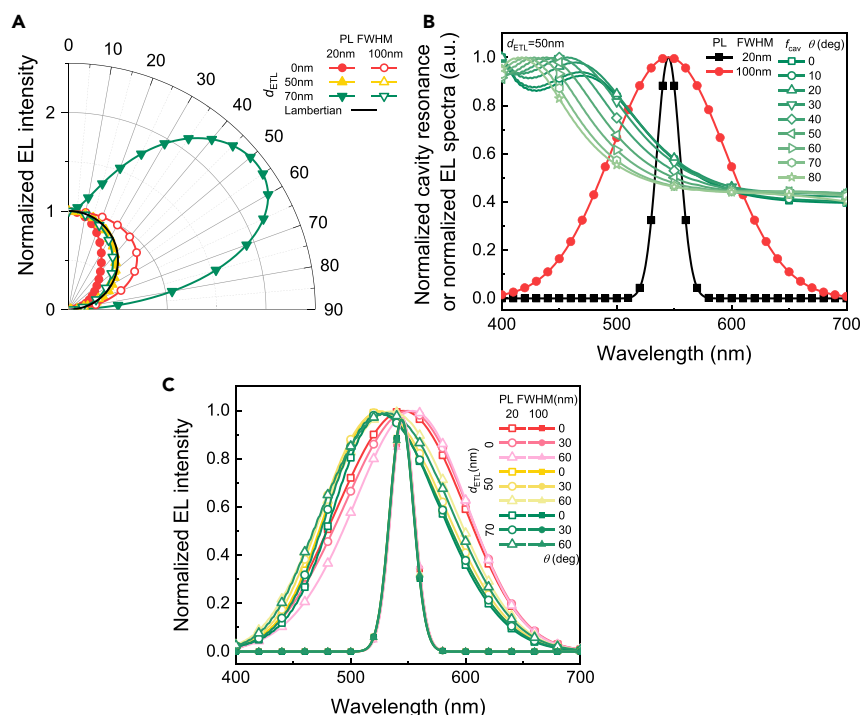 A
0
10
20
30
40
50
60
70
80
90
2
1
0
Normalized EL intensity
PL FWHM
20nm 100nm
0nm
50nm
70nm
d_ETL
Lambertian
B
Normalized cavity resonance
or normalized EL spectra (a.u.)
1.0
0.8
0.6
0.4
0.2
0.0
400 500 600 700
Wavelength (nm)
d_ETL=50nm
PL FWHM
20nm
100nm
f_cav θ (deg)
0
10
20
30
40
50
60
70
80
C
Normalized EL intensity
1.0
0.8
0.6
0.4
0.2
0.0
400 500 600 700
Wavelength (nm)
PL FWHM(nm)
20 100
d_ETL(nm)
0
50
70
0
30
60
0
30
60
0
30
60
θ (deg)